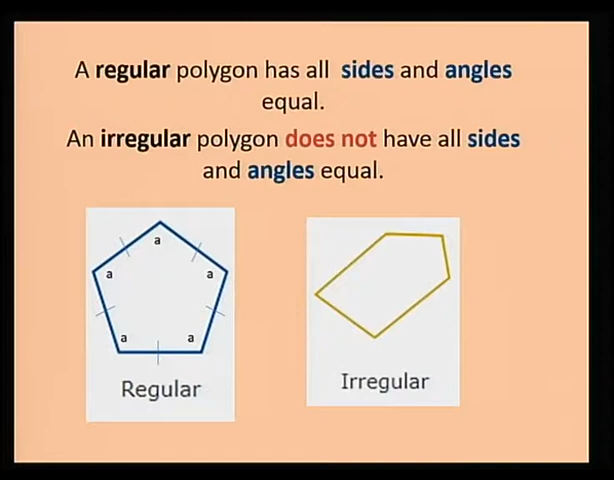 A regular polygon has all sides and angles
equal.
An irregular polygon does not have all sides
and angles equal.
a
a
a
a
a
Regular
Irregular